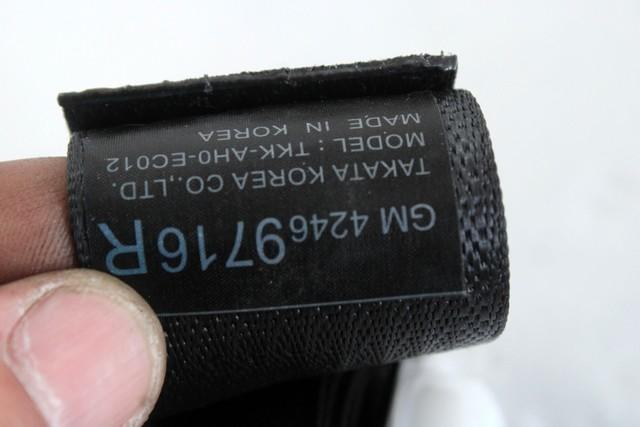 GM 42469716R
TAKATA KOREA CO.,LTD.
MODEL : TKK-AH0-EC012
MADE IN KOREA